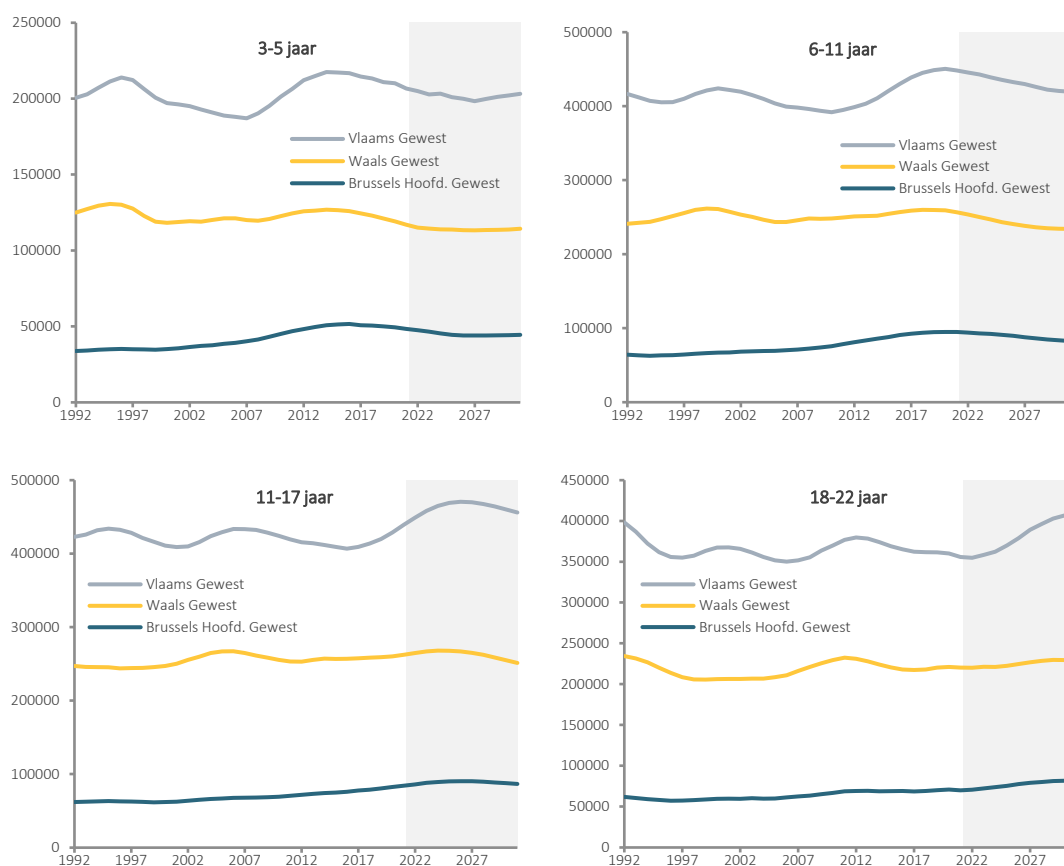 3-5 jaar
250000
200000
150000
100000
50000
0
Vlaams Gewest
Waals Gewest
Brussels Hoofd. Gewest
1992 1997 2002 2007 2012 2017 2022 2027
6-11 jaar
500000
400000
300000
200000
100000
0
Vlaams Gewest
Waals Gewest
Brussels Hoofd. Gewest
1992 1997 2002 2007 2012 2017 2022 2027
11-17 jaar
500000
400000
300000
200000
100000
0
Vlaams Gewest
Waals Gewest
Brussels Hoofd. Gewest
1992 1997 2002 2007 2012 2017 2022 2027
18-22 jaar
450000
400000
350000
300000
250000
200000
150000
100000
50000
0
Vlaams Gewest
Waals Gewest
Brussels Hoofd. Gewest
1992 1997 2002 2007 2012 2017 2022 2027